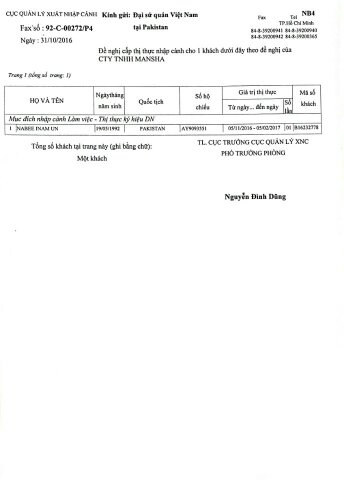 CỤC QUẢN LÝ XUẤT NHẬP CẢNH Kính gửi: Đại sứ quán Việt Nam NB4
Fax số : 92-C-00272/P4 tại Pakistan Fax Tel
TP.Hồ Chí Minh
84-8-39200941 84-8-39200940
Ngày : 31/10/2016 84-8-39200942 84-8-39200365
Đề nghị cấp thị thực nhập cảnh cho 1 khách dưới đây theo đề nghị của
CTY TNHH MANSHA
Trang 1 (tổng số trang: 1)
HỌ VÀ TÊN Ngàytháng năm sinh Quốc tịch Số hộ chiếu Giá trị thị thực Mã số khách
Từ ngày... đến ngày Số lần
Mục đích nhập cảnh Làm việc - Thị thực ký hiệu DN
1 NABEE INAM UN 19/03/1992 PAKISTAN AY9093551 05/11/2016 - 05/02/2017 01 B16232778
Tổng số khách tại trang này (ghi bằng chữ): TL. CỤC TRƯỞNG CỤC QUẢN LÝ XNC
Một khách PHÓ TRƯỞNG PHÒNG
Nguyễn Đình Dũng